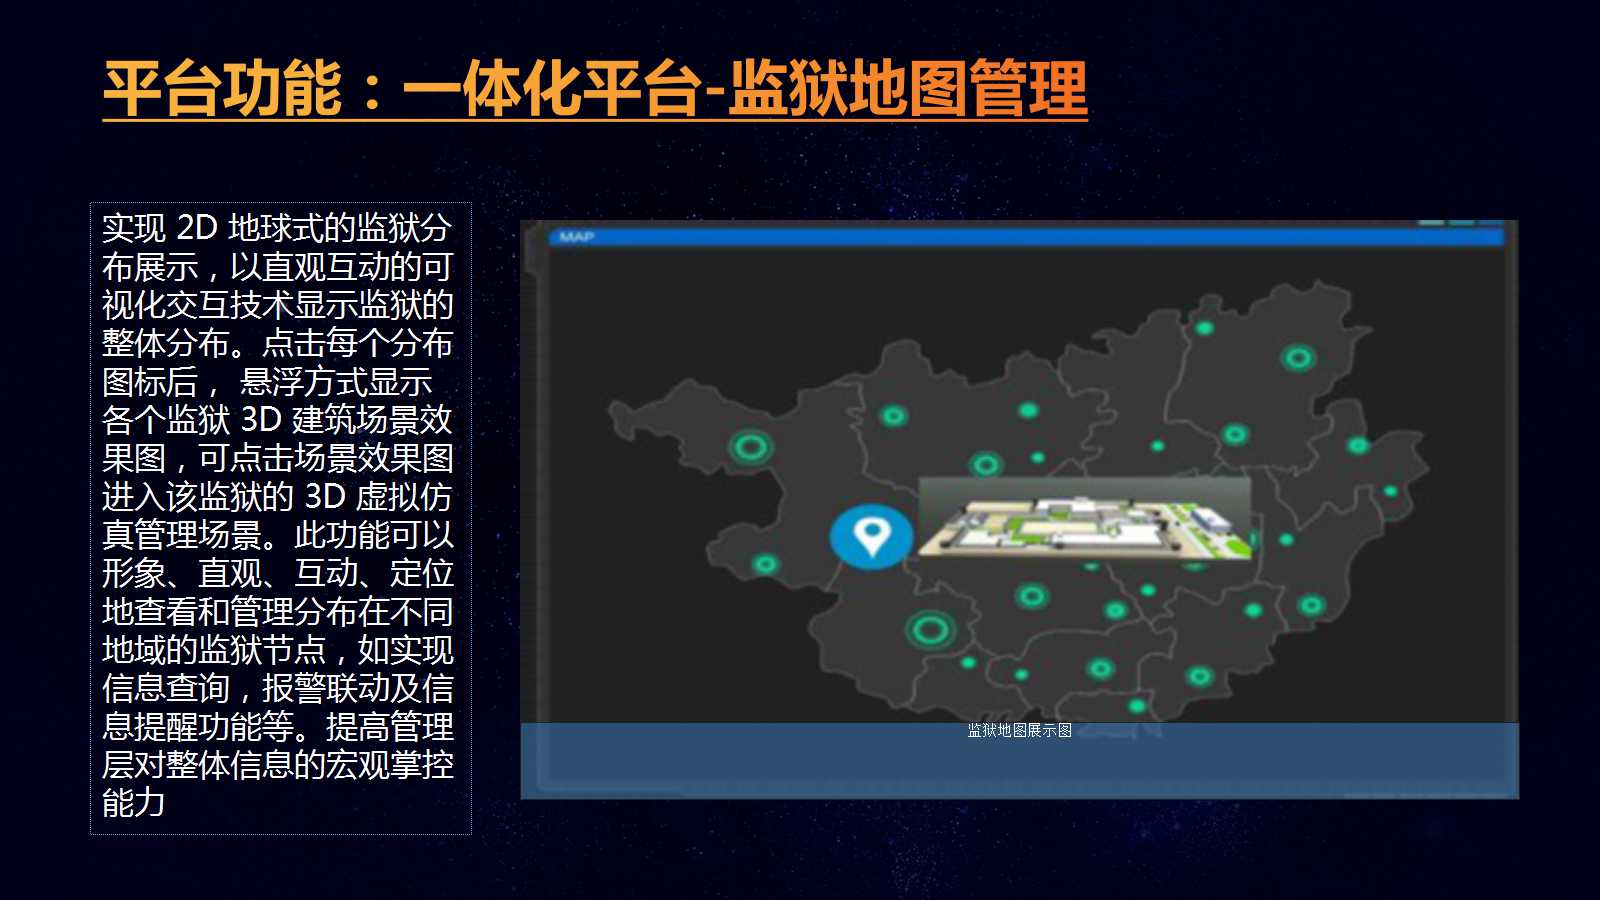 平台功能：一体化平台-监狱地图管理
实现 2D 地球式的监狱分
布展示，以直观互动的可
视化交互技术显示监狱的
整体分布。点击每个分布
图标后， 悬浮方式显示
各个监狱 3D 建筑场景效
果图，可点击场景效果图
进入该监狱的 3D 虚拟仿
真管理场景。此功能可以
形象、直观、互动、定位
地查看和管理分布在不同
地域的监狱节点，如实现
信息查询，报警联动及信
息提醒功能等。提高管理
层对整体信息的宏观掌控
能力
MAP
监狱地图展示图